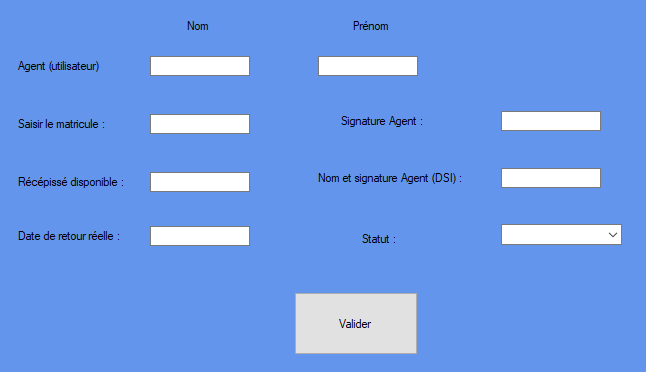 Nom Prénom
Agent (utilisateur)
Saisir le matricule : Signature Agent :
Récépissé disponible : Nom et signature Agent (DSI) :
Date de retour réelle : Statut :
Valider